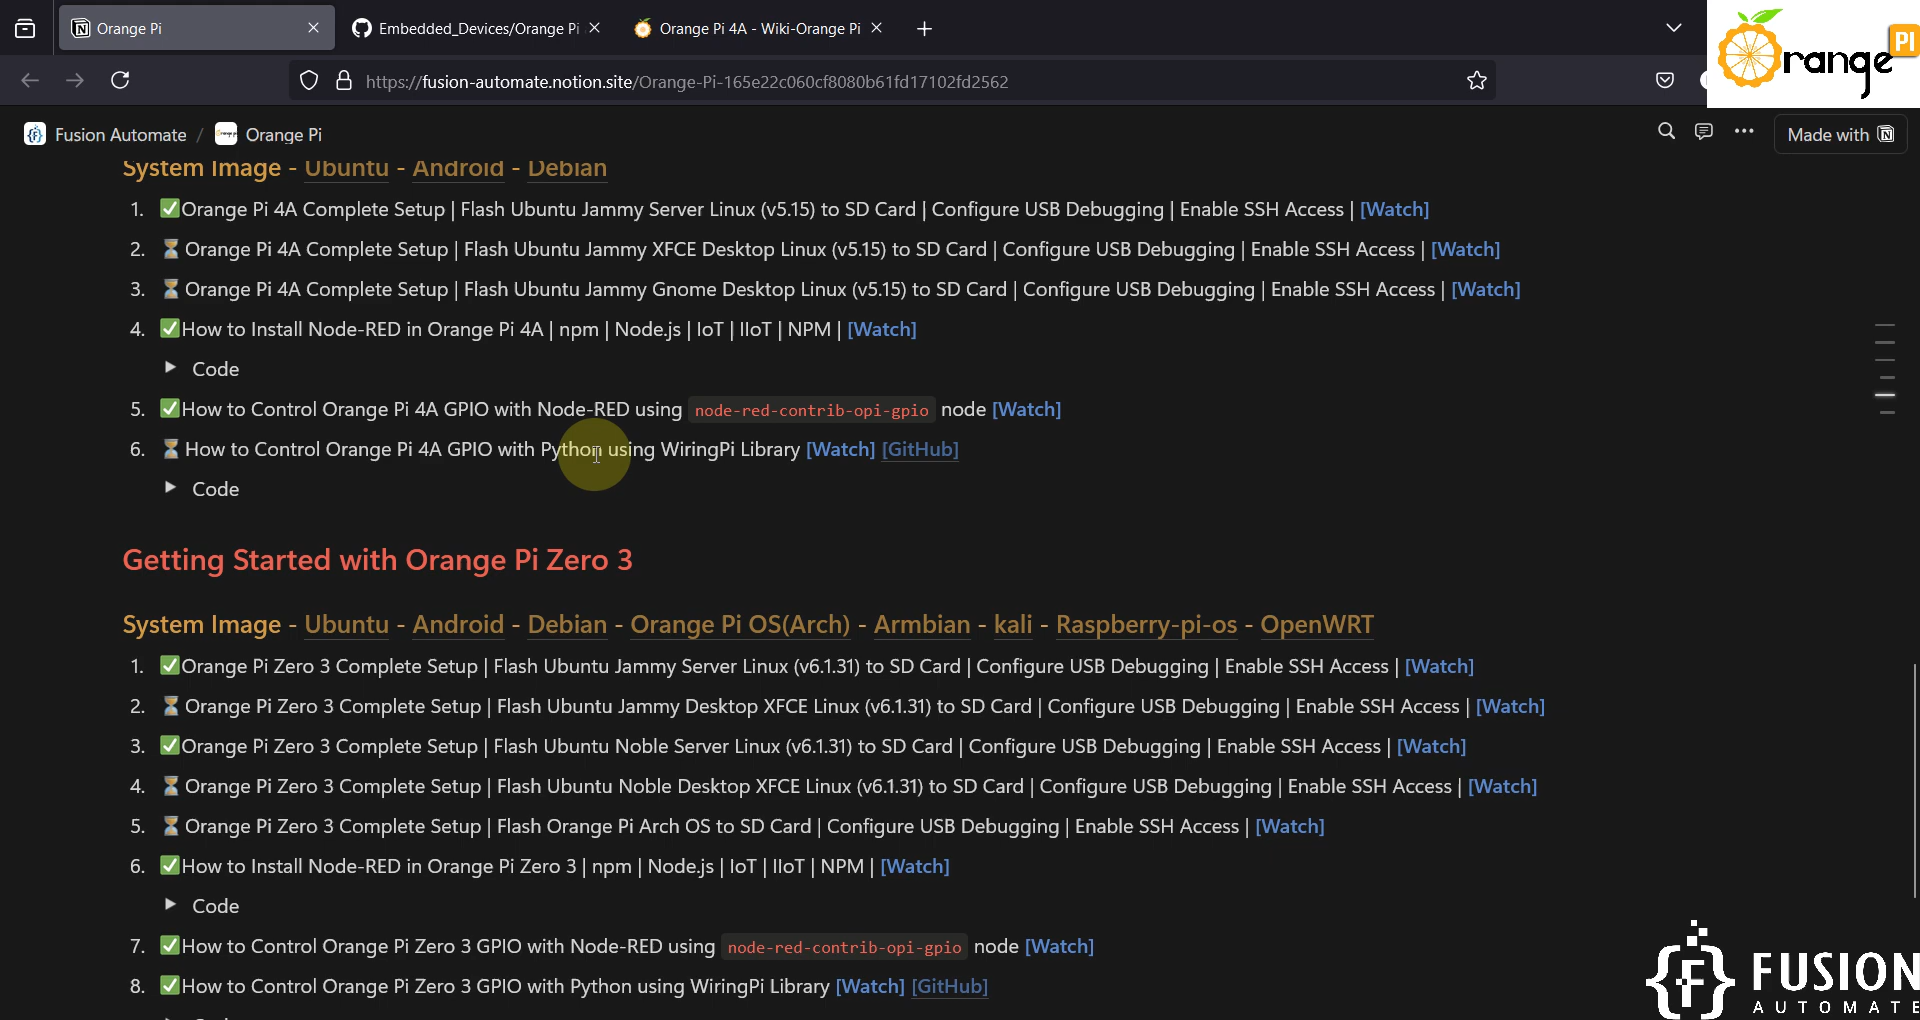 Orange Pi
Embedded_Devices/Orange Pi
Orange Pi 4A - Wiki-Orange Pi
https://fusion-automate.notion.site/Orange-Pi-165e22c060cf8080b61fd17102fd2562
range PI
Fusion Automate / Orange Pi
Made with
System Image - Ubuntu - Android - Debian
1. ✅Orange Pi 4A Complete Setup | Flash Ubuntu Jammy Server Linux (v5.15) to SD Card | Configure USB Debugging | Enable SSH Access | [Watch]
2. ⏳Orange Pi 4A Complete Setup | Flash Ubuntu Jammy XFCE Desktop Linux (v5.15) to SD Card | Configure USB Debugging | Enable SSH Access | [Watch]
3. ⏳Orange Pi 4A Complete Setup | Flash Ubuntu Jammy Gnome Desktop Linux (v5.15) to SD Card | Configure USB Debugging | Enable SSH Access | [Watch]
4. ✅How to Install Node-RED in Orange Pi 4A | npm | Node.js | IoT | IIoT | NPM | [Watch]
Code
5. ✅How to Control Orange Pi 4A GPIO with Node-RED using node-red-contrib-opi-gpio node [Watch]
6. ⏳How to Control Orange Pi 4A GPIO with Python using WiringPi Library [Watch] [GitHub]
Code
Getting Started with Orange Pi Zero 3
System Image - Ubuntu - Android - Debian - Orange Pi OS(Arch) - Armbian - kali - Raspberry-pi-os - OpenWRT
1. ✅Orange Pi Zero 3 Complete Setup | Flash Ubuntu Jammy Server Linux (v6.1.31) to SD Card | Configure USB Debugging | Enable SSH Access | [Watch]
2. ⏳Orange Pi Zero 3 Complete Setup | Flash Ubuntu Jammy Desktop XFCE Linux (v6.1.31) to SD Card | Configure USB Debugging | Enable SSH Access | [Watch]
3. ✅Orange Pi Zero 3 Complete Setup | Flash Ubuntu Noble Server Linux (v6.1.31) to SD Card | Configure USB Debugging | Enable SSH Access | [Watch]
4. ⏳Orange Pi Zero 3 Complete Setup | Flash Ubuntu Noble Desktop XFCE Linux (v6.1.31) to SD Card | Configure USB Debugging | Enable SSH Access | [Watch]
5. ⏳Orange Pi Zero 3 Complete Setup | Flash Orange Pi Arch OS to SD Card | Configure USB Debugging | Enable SSH Access | [Watch]
6. ✅How to Install Node-RED in Orange Pi Zero 3 | npm | Node.js | IoT | IIoT | NPM | [Watch]
Code
7. ✅How to Control Orange Pi Zero 3 GPIO with Node-RED using node-red-contrib-opi-gpio node [Watch]
8. ✅How to Control Orange Pi Zero 3 GPIO with Python using WiringPi Library [Watch] [GitHub]
{F} FUSION
AUTOMATE